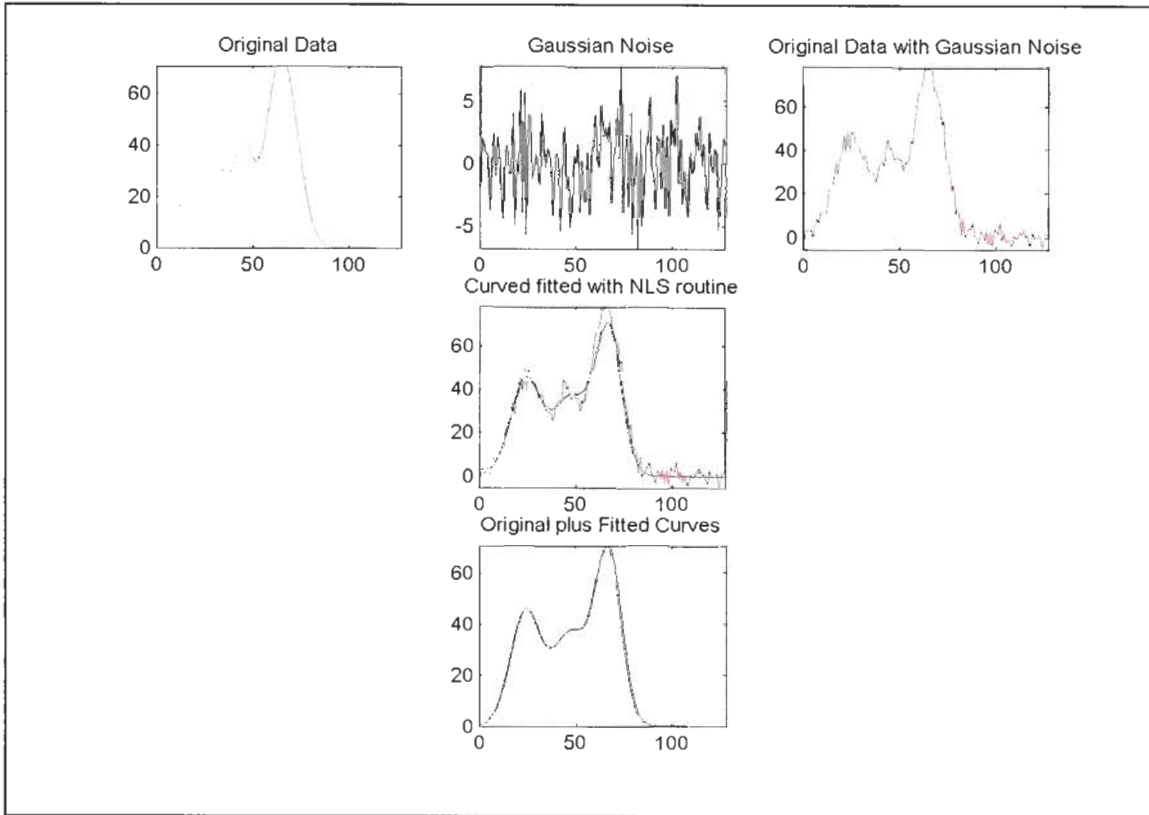 Original Data
Gaussian Noise
Original Data with Gaussian Noise
60
40
20
0
0 50 100
5
0
-5
0 50 100
60
40
20
0
0 50 100
Curved fitted with NLS routine
60
40
20
0
0 50 100
Original plus Fitted Curves
60
40
20
0
0 50 100